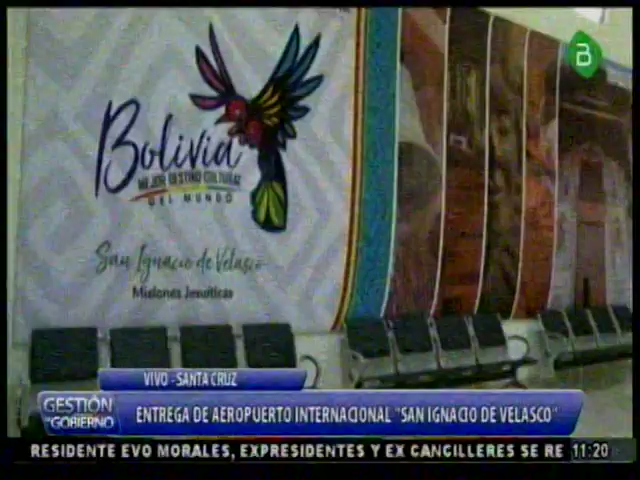 B
Bolivia
MEJOR DESTINO CULTURAL
DEL MUNDO
San Ignacio de Velasco
Misiones Jesuíticas
VIVO - SANTA CRUZ
GESTIÓN
DE GOBIERNO
ENTREGA DE AEROPUERTO INTERNACIONAL "SAN IGNACIO DE VELASCO"
RESIDENTE EVO MORALES, EXPRESIDENTES Y EX CANCILLERES SE RE
11:20